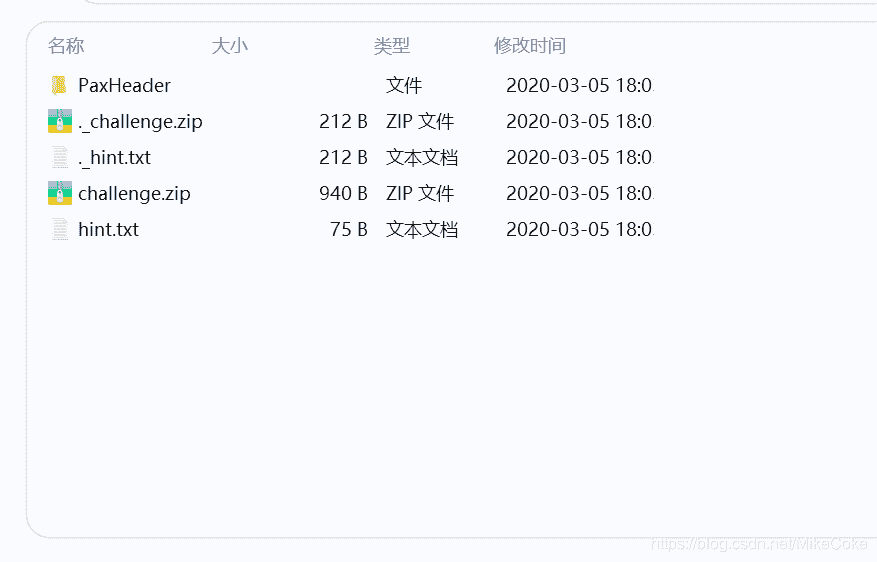 名称 大小 类型 修改时间
PaxHeader 文件 2020-03-05 18:0
._challenge.zip 212 B ZIP 文件 2020-03-05 18:0
._hint.txt 212 B 文本文档 2020-03-05 18:0
challenge.zip 940 B ZIP 文件 2020-03-05 18:0
hint.txt 75 B 文本文档 2020-03-05 18:0
https://blog.csdn.net/MikeCoke